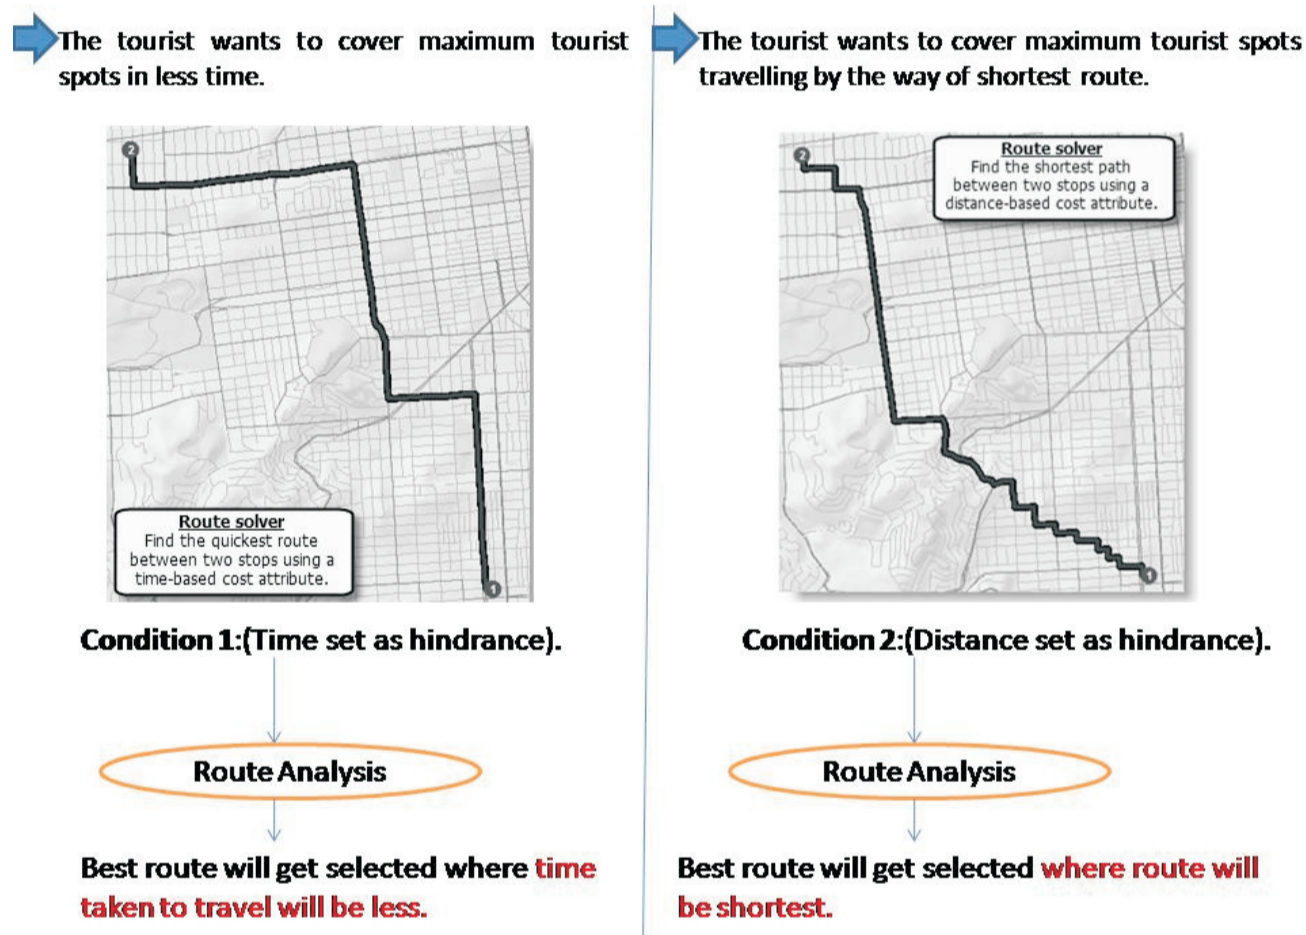 The tourist wants to cover maximum tourist
spots in less time.
2
Route solver
Find the quickest route
between two stops using a
time-based cost attribute.
1
Condition 1:(Time set as hindrance).
Route Analysis
Best route will get selected where time
taken to travel will be less.
The tourist wants to cover maximum tourist spots
travelling by the way of shortest route.
2
Route solver
Find the shortest path
between two stops using a
distance-based cost attribute.
1
Condition 2:(Distance set as hindrance).
Route Analysis
Best route will get selected where route will
be shortest.